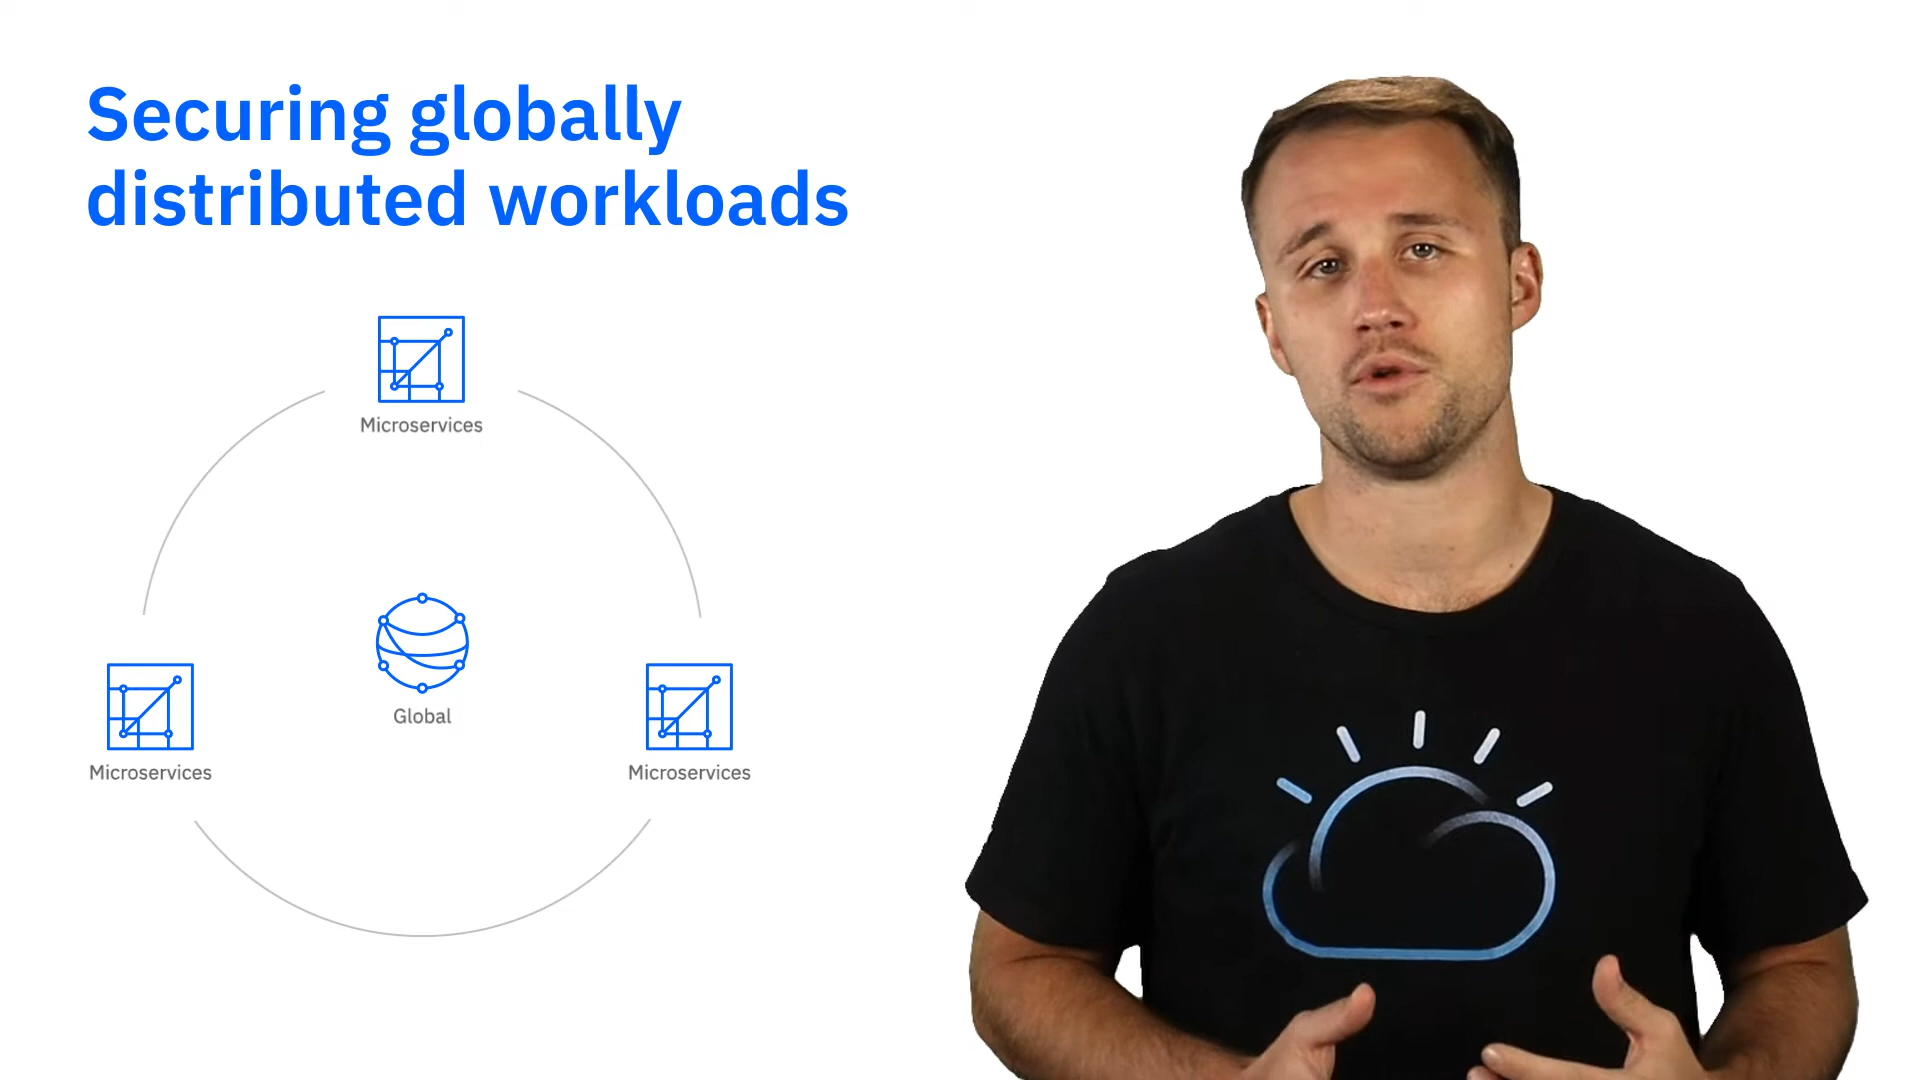 Securing globally
distributed workloads
Microservices
Global
Microservices
Microservices